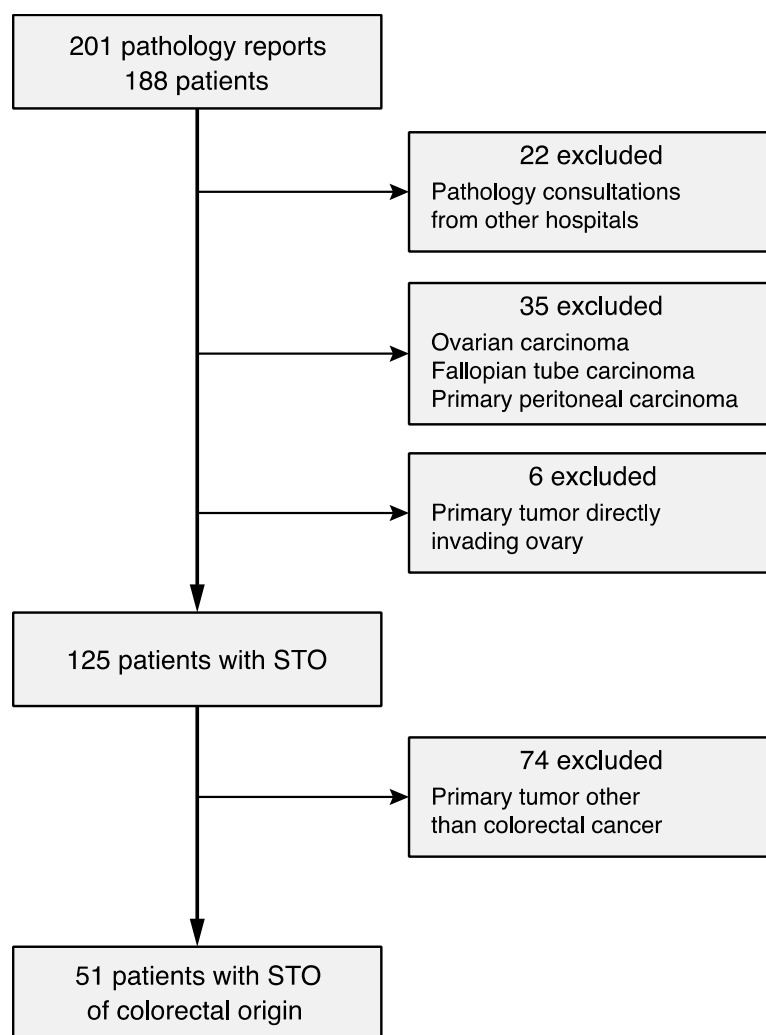 201 pathology reports
188 patients
22 excluded
Pathology consultations
from other hospitals
35 excluded
Ovarian carcinoma
Fallopian tube carcinoma
Primary peritoneal carcinoma
6 excluded
Primary tumor directly
invading ovary
125 patients with STO
74 excluded
Primary tumor other
than colorectal cancer
51 patients with STO
of colorectal origin